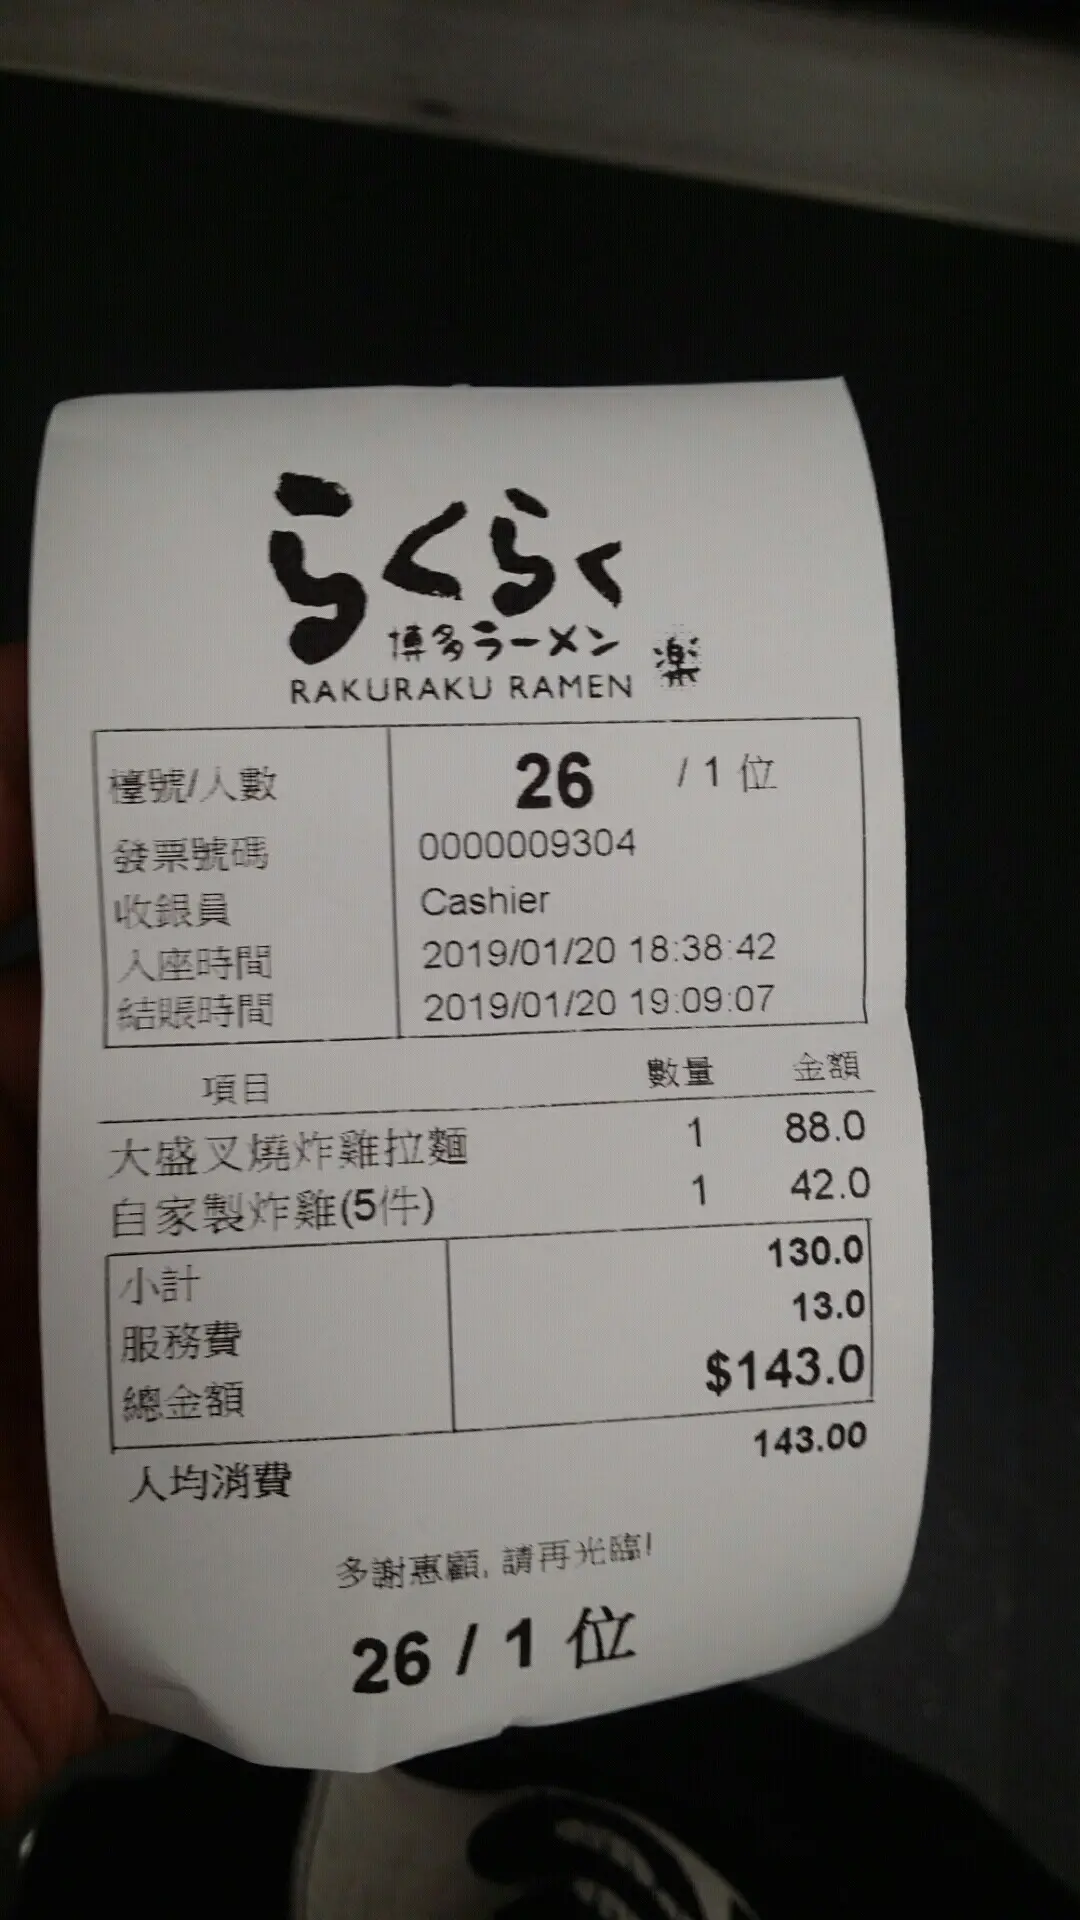 らくらく
博多ラーメン 楽
RAKURAKU RAMEN
檯號/人數 26 / 1 位
發票號碼 0000009304
收銀員 Cashier
入座時間 2019/01/20 18:38:42
結賬時間 2019/01/20 19:09:07
項目 數量 金額
大盛叉燒炸雞拉麵 1 88.0
自家製炸雞(5件) 1 42.0
小計 130.0
服務費 13.0
總金額 $143.0
人均消費 143.00
多謝惠顧, 請再光臨!
26 / 1 位